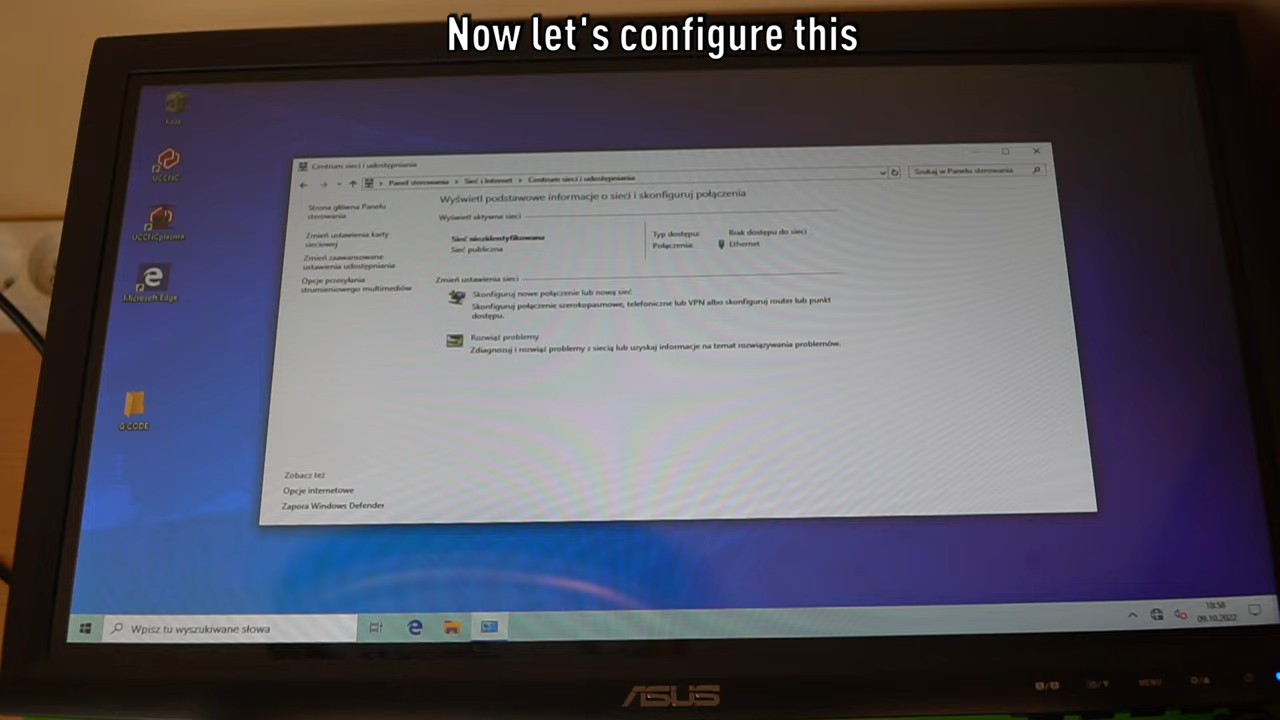 Now let's configure this
Kosz
UCCNC
UCCNCplasma
Microsoft Edge
G CODE
Centrum sieci i udostępniania
Panel sterowania > Sieć i Internet > Centrum sieci i udostępniania
Szukaj w Panelu sterowania
Strona główna Panelu
sterowania
Zmień ustawienia karty
sieciowej
Zmień zaawansowane
ustawienia udostępniania
Opcje przesyłania
strumieniowego multimediów
Wyświetl podstawowe informacje o sieci i skonfiguruj połączenia
Wyświetl aktywne sieci
Sieć niezidentyfikowana
Sieć publiczna
Typ dostępu: Brak dostępu do sieci
Połączenia: Ethernet
Zmień ustawienia sieci
Skonfiguruj nowe połączenie lub nową sieć
Skonfiguruj połączenie szerokopasmowe, telefoniczne lub VPN albo skonfiguruj router lub punkt
dostępu.
Rozwiąż problemy
Zdiagnozuj i rozwiąż problemy z siecią lub uzyskaj informacje na temat rozwiązywania problemów.
Zobacz też
Opcje internetowe
Zapora Windows Defender
Wpisz tu wyszukiwane słowa
18:58
09.10.2022
ASUS
MENU